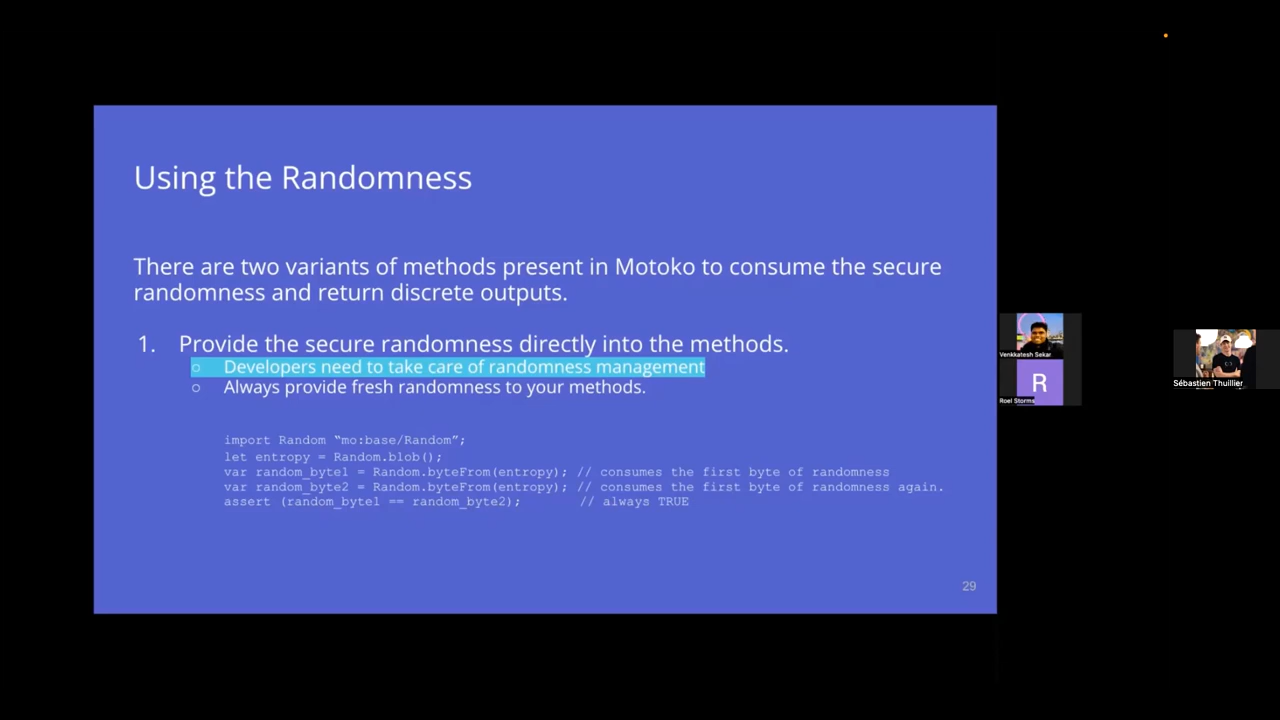 Using the Randomness
There are two variants of methods present in Motoko to consume the secure
randomness and return discrete outputs.
1. Provide the secure randomness directly into the methods.
○ Developers need to take care of randomness management
○ Always provide fresh randomness to your methods.
import Random “mo:base/Random”;
let entropy = Random.blob();
var random_byte1 = Random.byteFrom(entropy); // consumes the first byte of randomness
var random_byte2 = Random.byteFrom(entropy); // consumes the first byte of randomness again.
assert (random_byte1 == random_byte2); // always TRUE
29
Venkkatesh Sekar
R
Roel Storms
Sébastien Thuillier